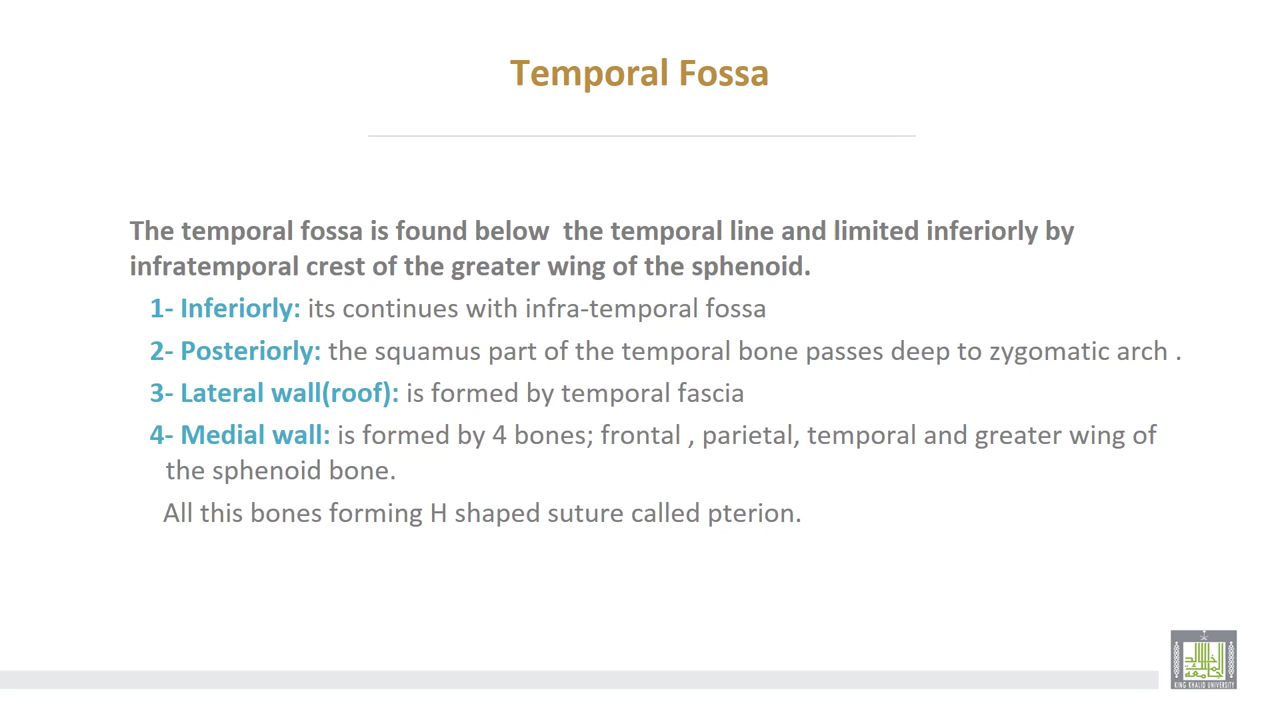 Temporal Fossa
The temporal fossa is found below  the temporal line and limited inferiorly by
infratemporal crest of the greater wing of the sphenoid.
1- Inferiorly: its continues with infra-temporal fossa
2- Posteriorly: the squamus part of the temporal bone passes deep to zygomatic arch .
3- Lateral wall(roof): is formed by temporal fascia
4- Medial wall: is formed by 4 bones; frontal , parietal, temporal and greater wing of
the sphenoid bone.
All this bones forming H shaped suture called pterion.
KING KHALID UNIVERSITY